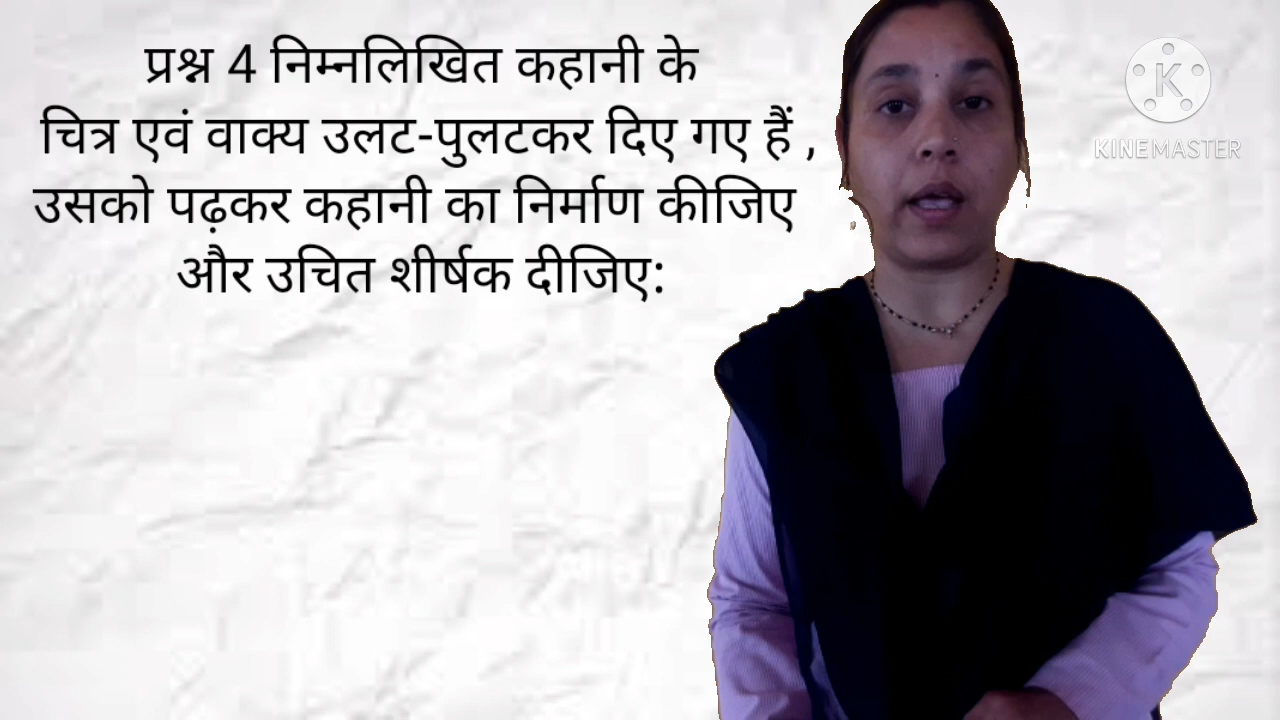 प्रश्न 4 निम्नलिखित कहानी के
चित्र एवं वाक्य उलट-पुलटकर दिए गए हैं ,
उसको पढ़कर कहानी का निर्माण कीजिए
और उचित शीर्षक दीजिए:
K
KINEMASTER